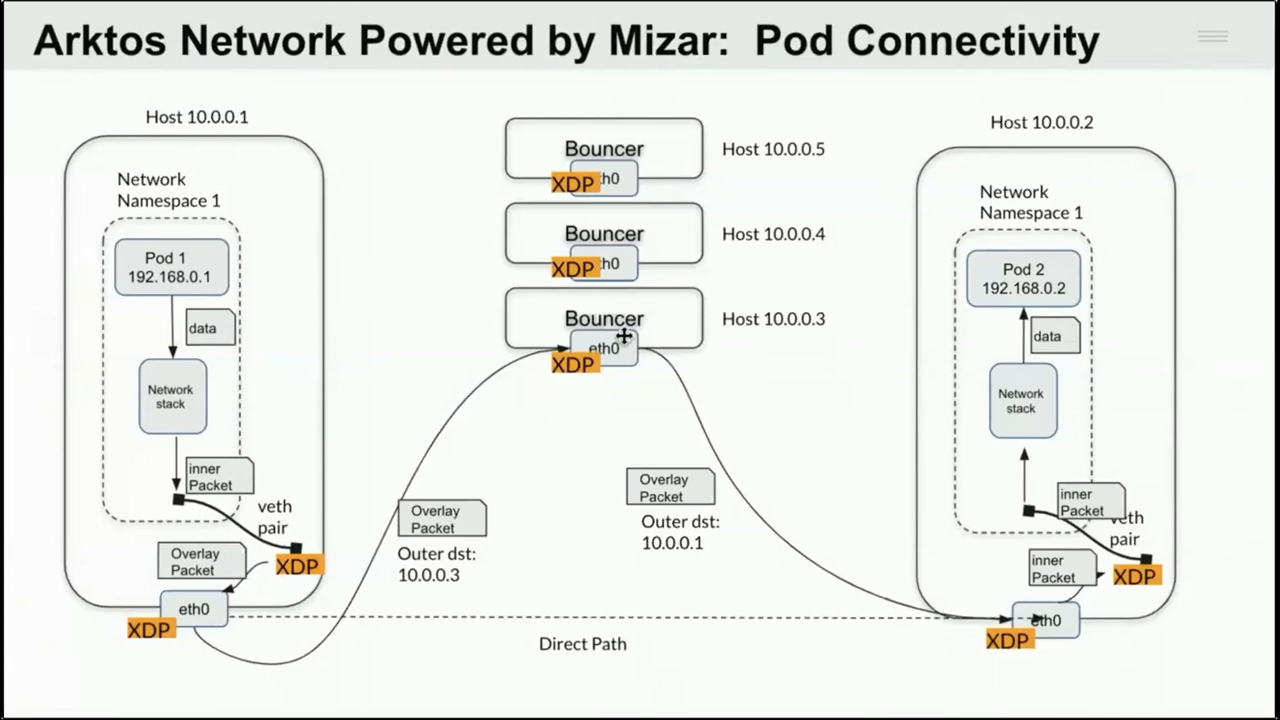 Arktos Network Powered by Mizar: Pod Connectivity
Host 10.0.0.1
Network
Namespace 1
Pod 1
192.168.0.1
data
Network
stack
inner
Packet
veth
pair
Overlay
Packet
XDP
eth0
XDP
Bouncer
Host 10.0.0.5
XDP
h0
Bouncer
Host 10.0.0.4
XDP
h0
Bouncer
Host 10.0.0.3
eth0
XDP
Overlay
Packet
Outer dst:
10.0.0.3
Overlay
Packet
Outer dst:
10.0.0.1
Direct Path
Host 10.0.0.2
Network
Namespace 1
Pod 2
192.168.0.2
data
Network
stack
inner
Packet
veth
pair
inner
Packet
XDP
eth0
XDP